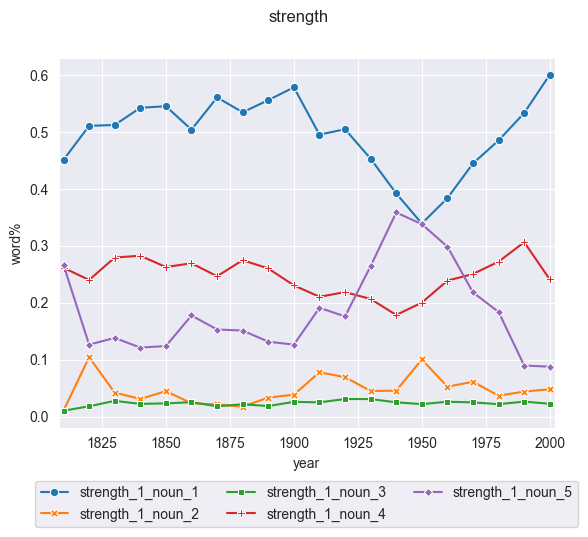 strength
0.6
0.5
0.4
0.3
0.2
0.1
0.0
word%
1825 1850 1875 1900 1925 1950 1975 2000
year
strength_1_noun_1 strength_1_noun_3 strength_1_noun_5
strength_1_noun_2 strength_1_noun_4